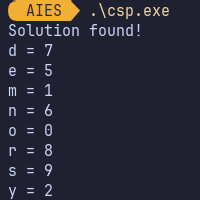 AIES .\csp.exe
Solution found!
d = 7
e = 5
m = 1
n = 6
o = 0
r = 8
s = 9
y = 2